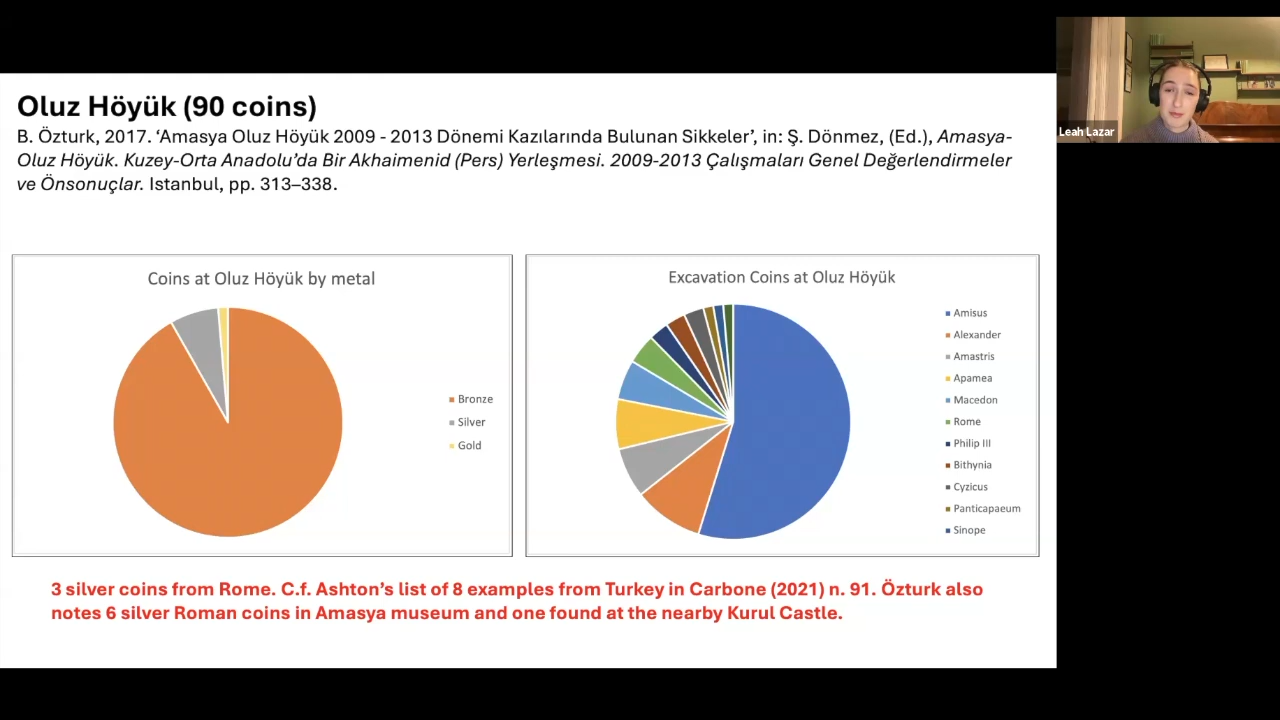 Oluz Höyük (90 coins)
B. Özturk, 2017. ‘Amasya Oluz Höyük 2009 - 2013 Dönemi Kazılarında Bulunan Sikkeler’, in: Ş. Dönmez, (Ed.), Amasya-
Oluz Höyük. Kuzey-Orta Anadolu’da Bir Akhaimenid (Pers) Yerleşmesi. 2009-2013 Çalışmaları Genel Değerlendirmeler
ve Önsonuçlar. Istanbul, pp. 313–338.
Leah Lazar
Coins at Oluz Höyük by metal
Bronze
Silver
Gold
Excavation Coins at Oluz Höyük
Amisus
Alexander
Amastris
Apamea
Macedon
Rome
Philip III
Bithynia
Cyzicus
Panticapaeum
Sinope
3 silver coins from Rome. C.f. Ashton’s list of 8 examples from Turkey in Carbone (2021) n. 91. Özturk also
notes 6 silver Roman coins in Amasya museum and one found at the nearby Kurul Castle.